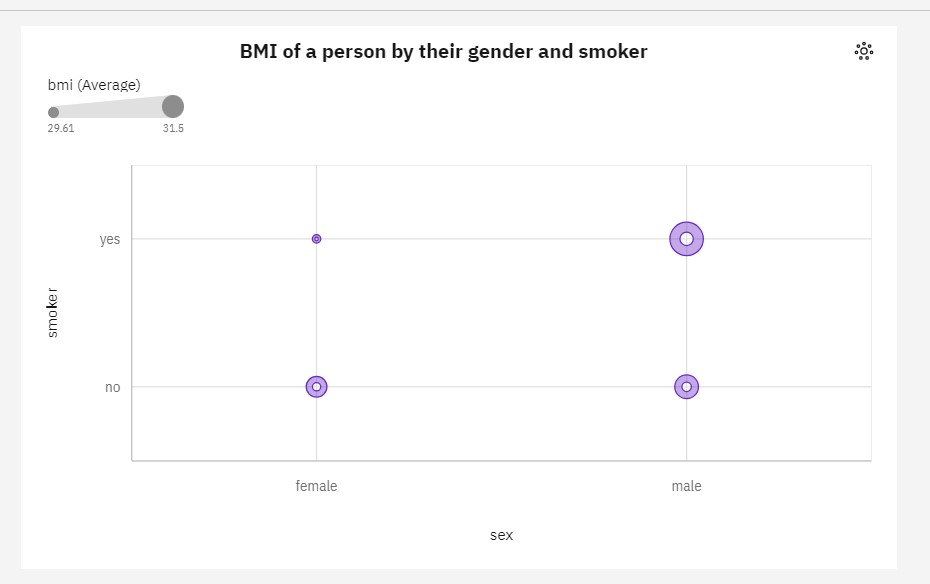 BMI of a person by their gender and smoker
bmi (Average)
29.61 31.5
yes
smoker
no
female male
sex